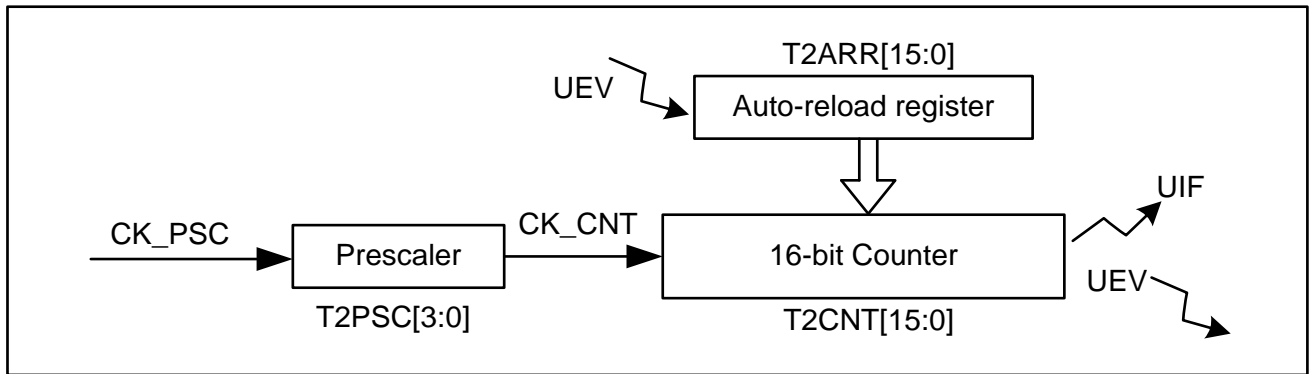 T2ARR[15:0]
UEV
Auto-reload register
UIF
CK_PSC
CK_CNT
Prescaler
16-bit Counter
UEV
T2PSC[3:0]
T2CNT[15:0]